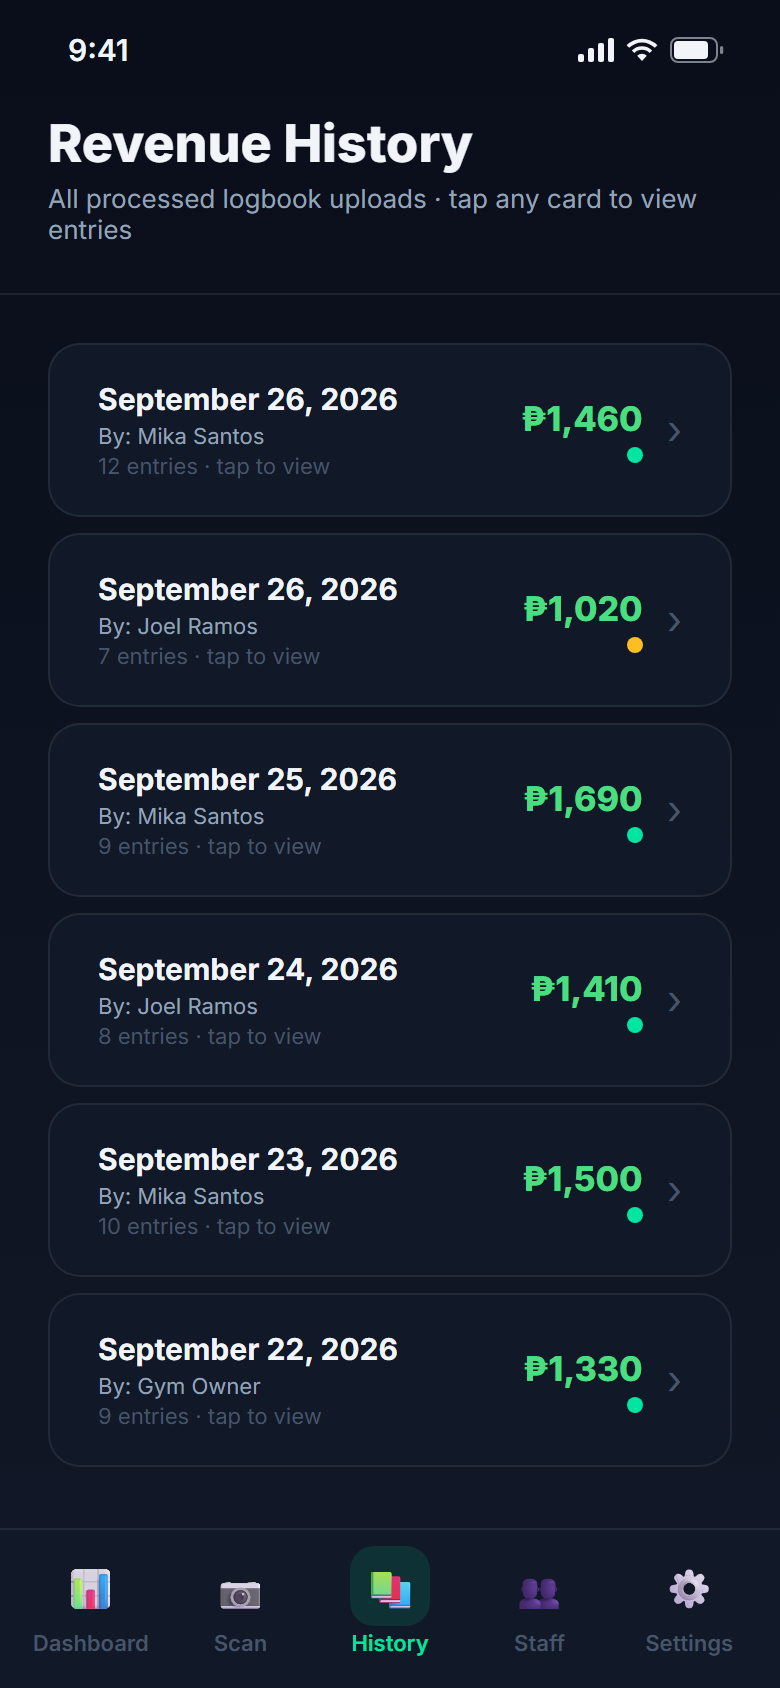 9:41
Revenue History
All processed logbook uploads · tap any card to view
entries
September 26, 2026
By: Mika Santos
12 entries · tap to view
₱1,460
›
September 26, 2026
By: Joel Ramos
7 entries · tap to view
₱1,020
›
September 25, 2026
By: Mika Santos
9 entries · tap to view
₱1,690
›
September 24, 2026
By: Joel Ramos
8 entries · tap to view
₱1,410
›
September 23, 2026
By: Mika Santos
10 entries · tap to view
₱1,500
›
September 22, 2026
By: Gym Owner
9 entries · tap to view
₱1,330
›
Dashboard
Scan
History
Staff
Settings